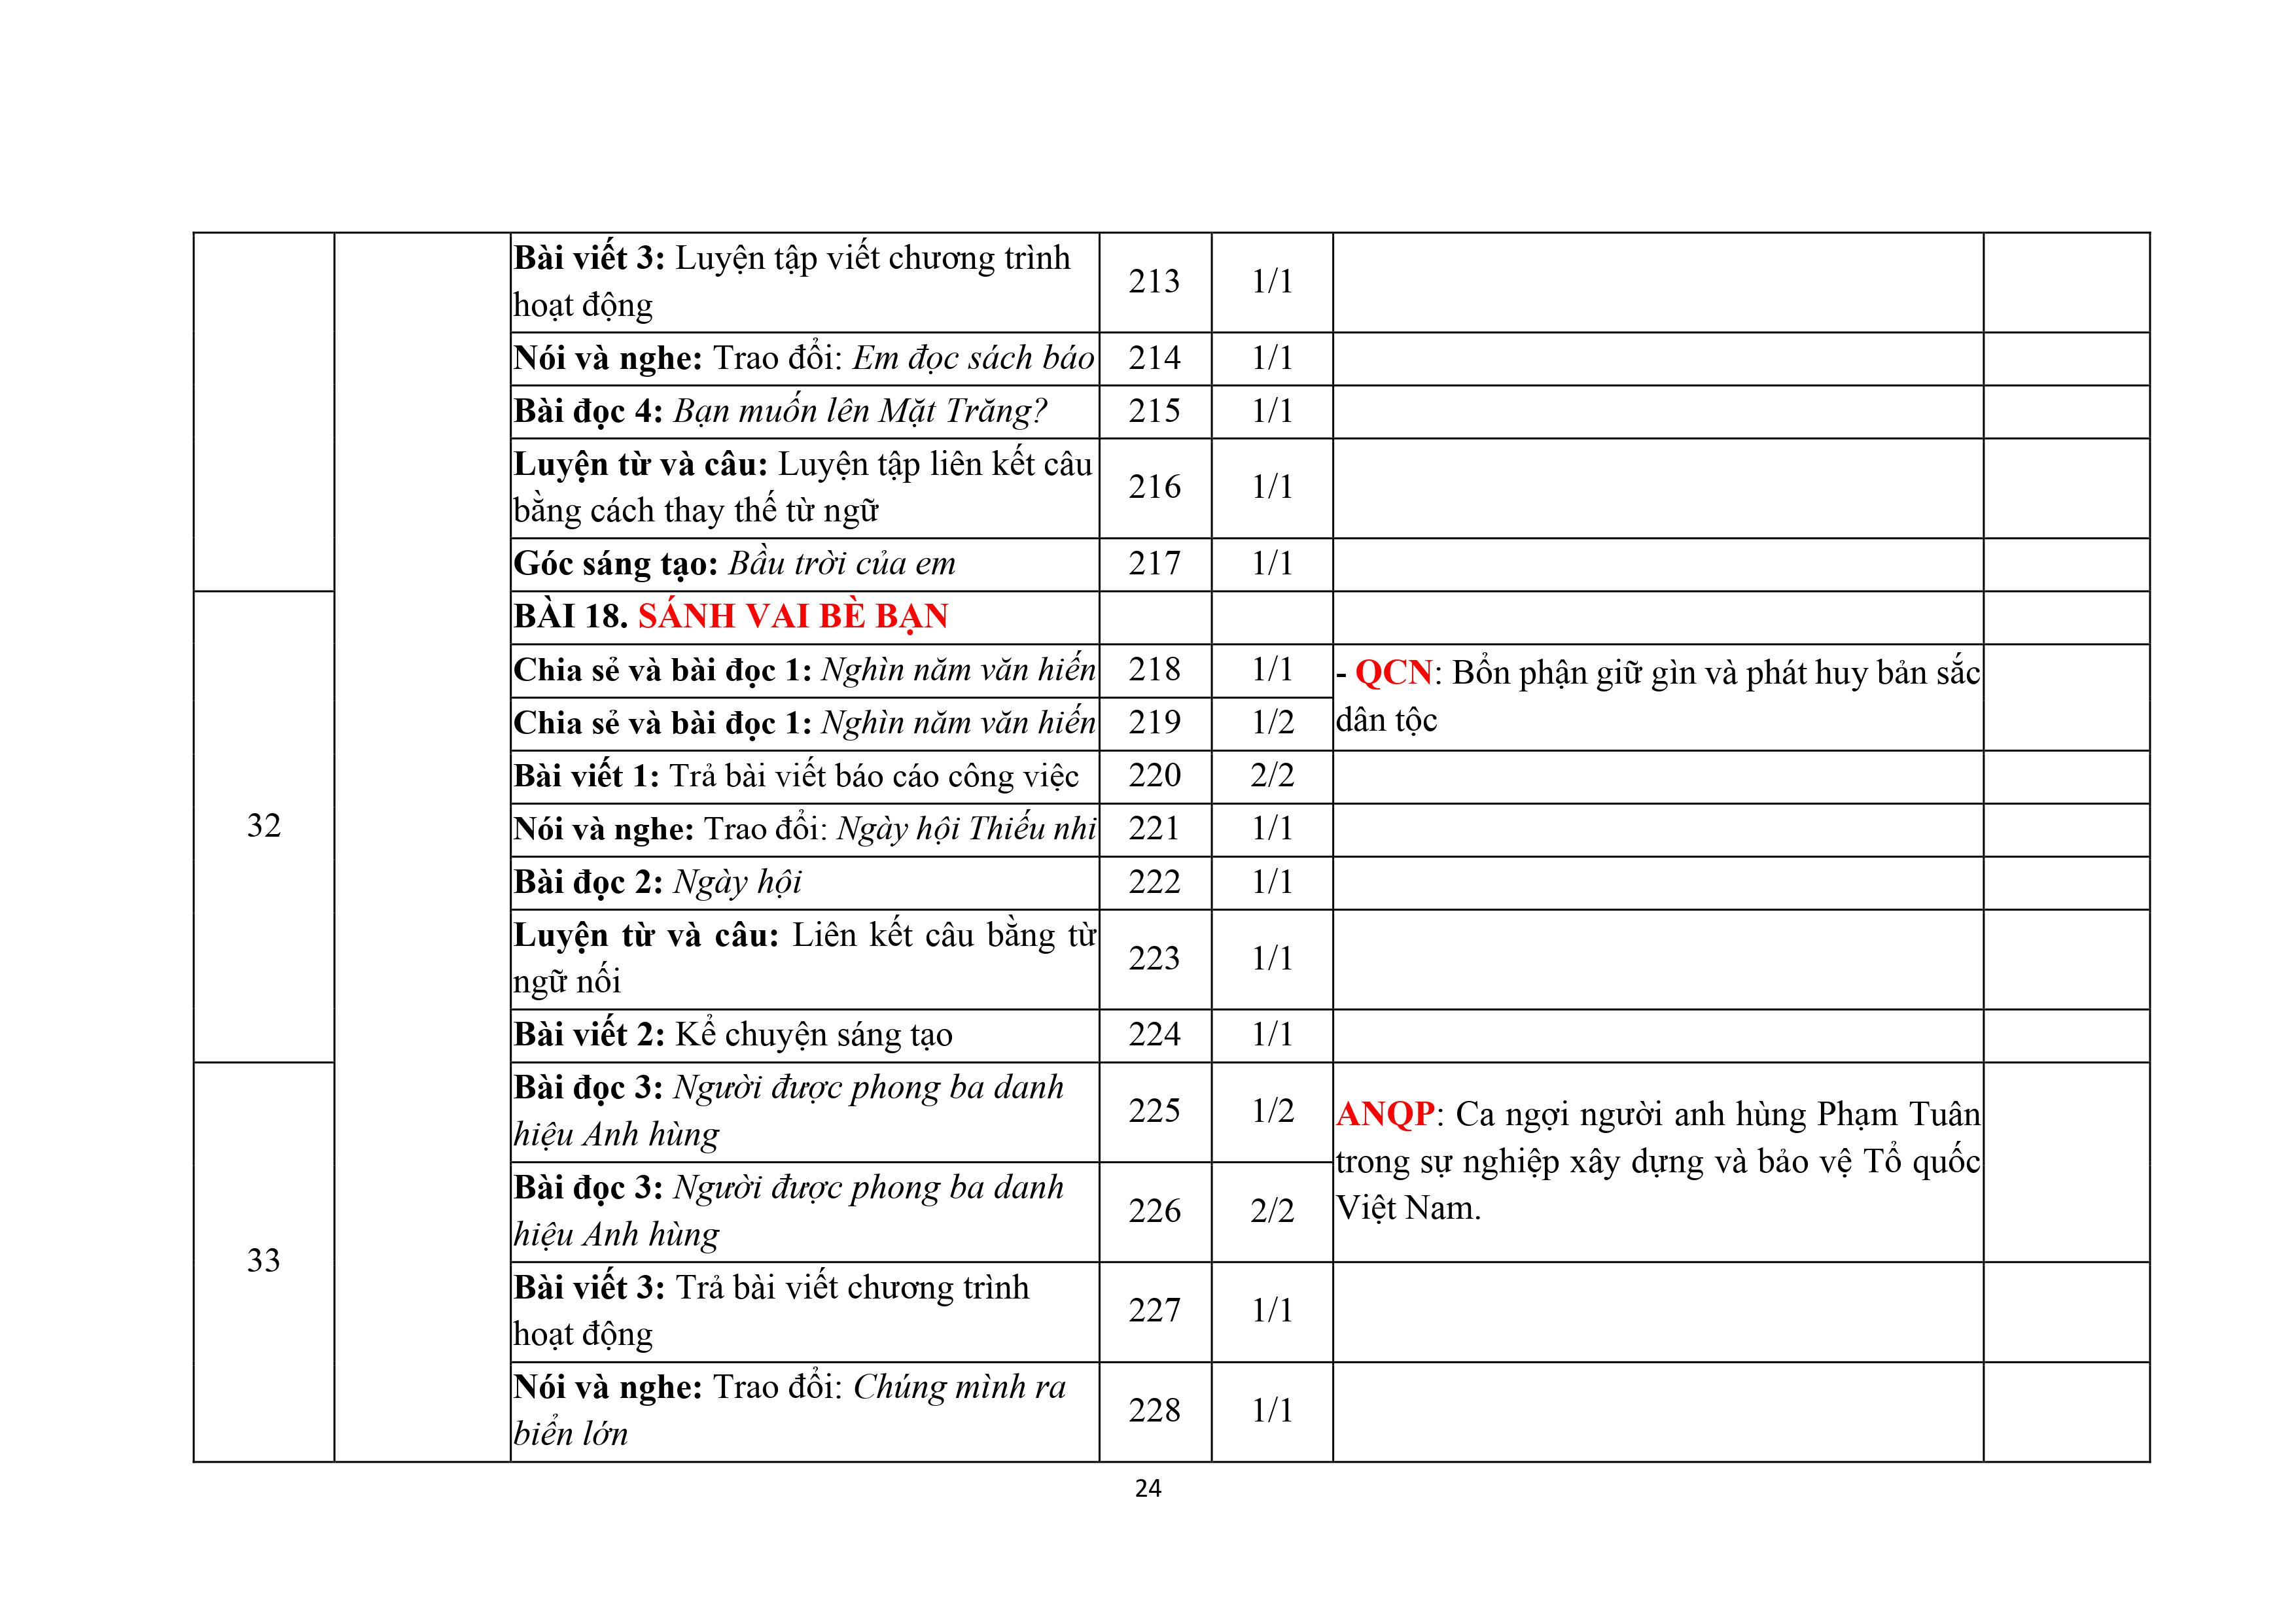 Bài viết 3: Luyện tập viết chương trình
hoạt động
213
1/1
Nói và nghe: Trao đổi: Em đọc sách báo
214
1/1
Bài đọc 4: Bạn muốn lên Mặt Trăng?
215
1/1
Luyện từ và câu: Luyện tập liên kết câu
bằng cách thay thế từ ngữ
216
1/1
Góc sáng tạo: Bầu trời của em
217
1/1
32
BÀI 18. SÁNH VAI BÈ BẠN
Chia sẻ và bài đọc 1: Nghìn năm văn hiến
218
1/1
- QCN: Bổn phận giữ gìn và phát huy bản sắc
dân tộc
Chia sẻ và bài đọc 1: Nghìn năm văn hiến
219
1/2
Bài viết 1: Trả bài viết báo cáo công việc
220
2/2
Nói và nghe: Trao đổi: Ngày hội Thiếu nhi
221
1/1
Bài đọc 2: Ngày hội
222
1/1
Luyện từ và câu: Liên kết câu bằng từ
ngữ nối
223
1/1
Bài viết 2: Kể chuyện sáng tạo
224
1/1
33
Bài đọc 3: Người được phong ba danh
hiệu Anh hùng
225
1/2
ANQP: Ca ngợi người anh hùng Phạm Tuân
trong sự nghiệp xây dựng và bảo vệ Tổ quốc
Việt Nam.
Bài đọc 3: Người được phong ba danh
hiệu Anh hùng
226
2/2
Bài viết 3: Trả bài viết chương trình
hoạt động
227
1/1
Nói và nghe: Trao đổi: Chúng mình ra
biển lớn
228
1/1
24